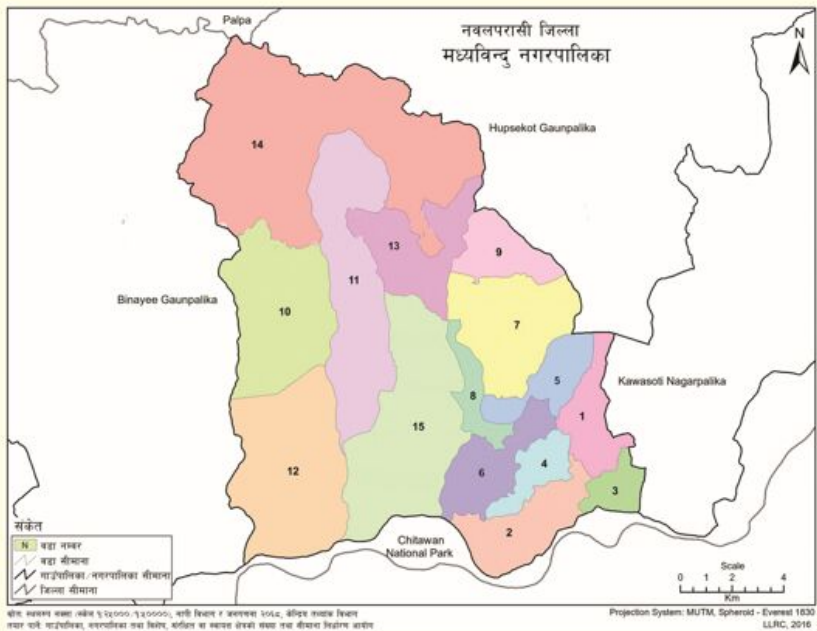 Palpa
नवलपरासी जिल्ला
मध्यविन्दु नगरपालिका
N
Hupsekot Gaunpalika
14
13
9
11
Binayee Gaunpalika
10
7
5
Kawasoti Nagarpalika
8
1
15
4
6
12
3
2
Chitawan
National Park
संकेत
N वडा नम्बर
वडा सीमाना
गाउँपालिका/नगरपालिका सीमाना
जिल्ला सीमाना
Scale
0 1 2 4
Km
Projection System: MUTM, Spheroid - Everest 1830
LLRC, 2016